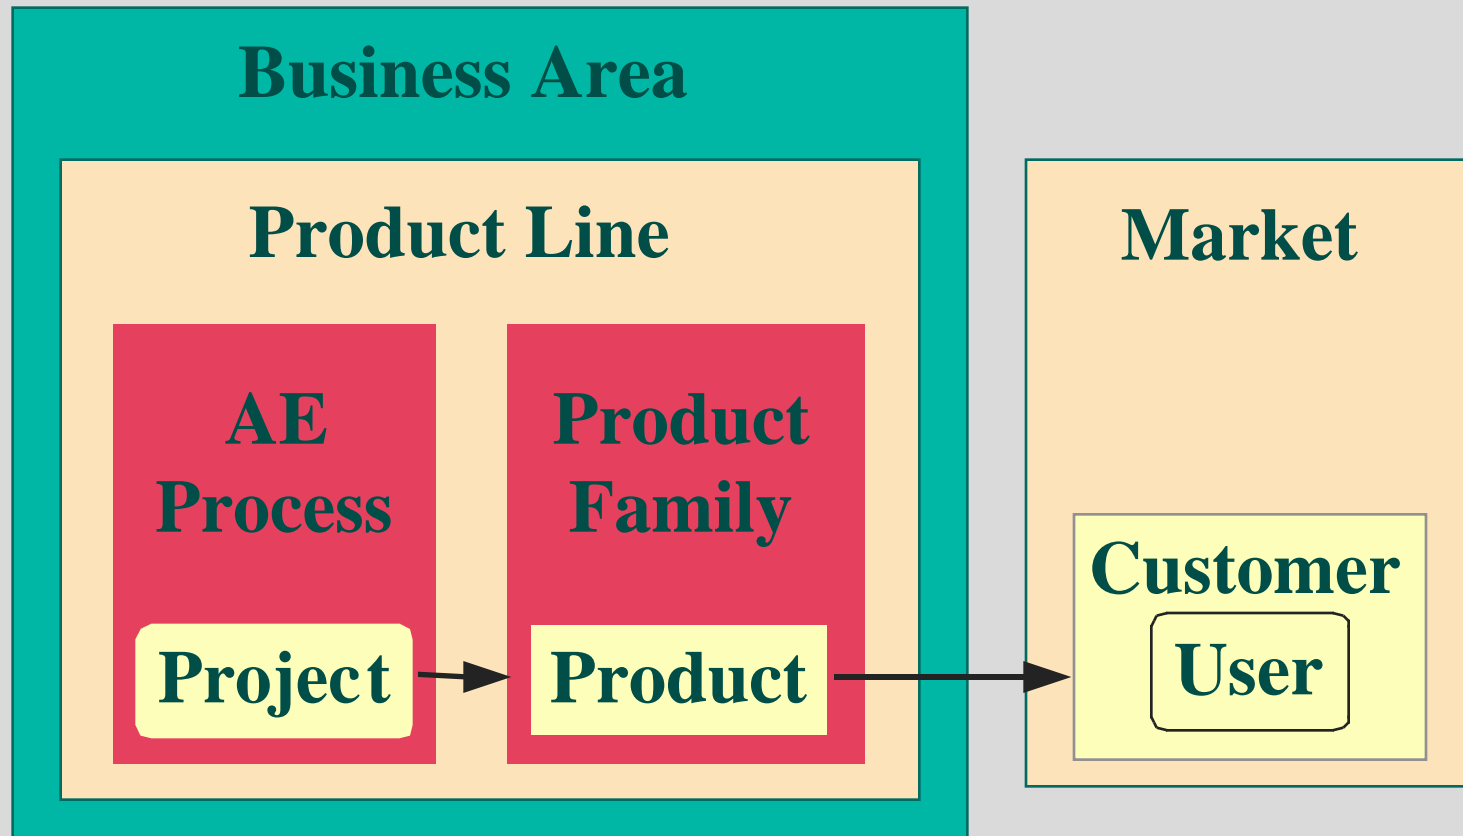 Business Area
Product Line
Market
AE
Process
Product
Family
Customer
Project
Product
User